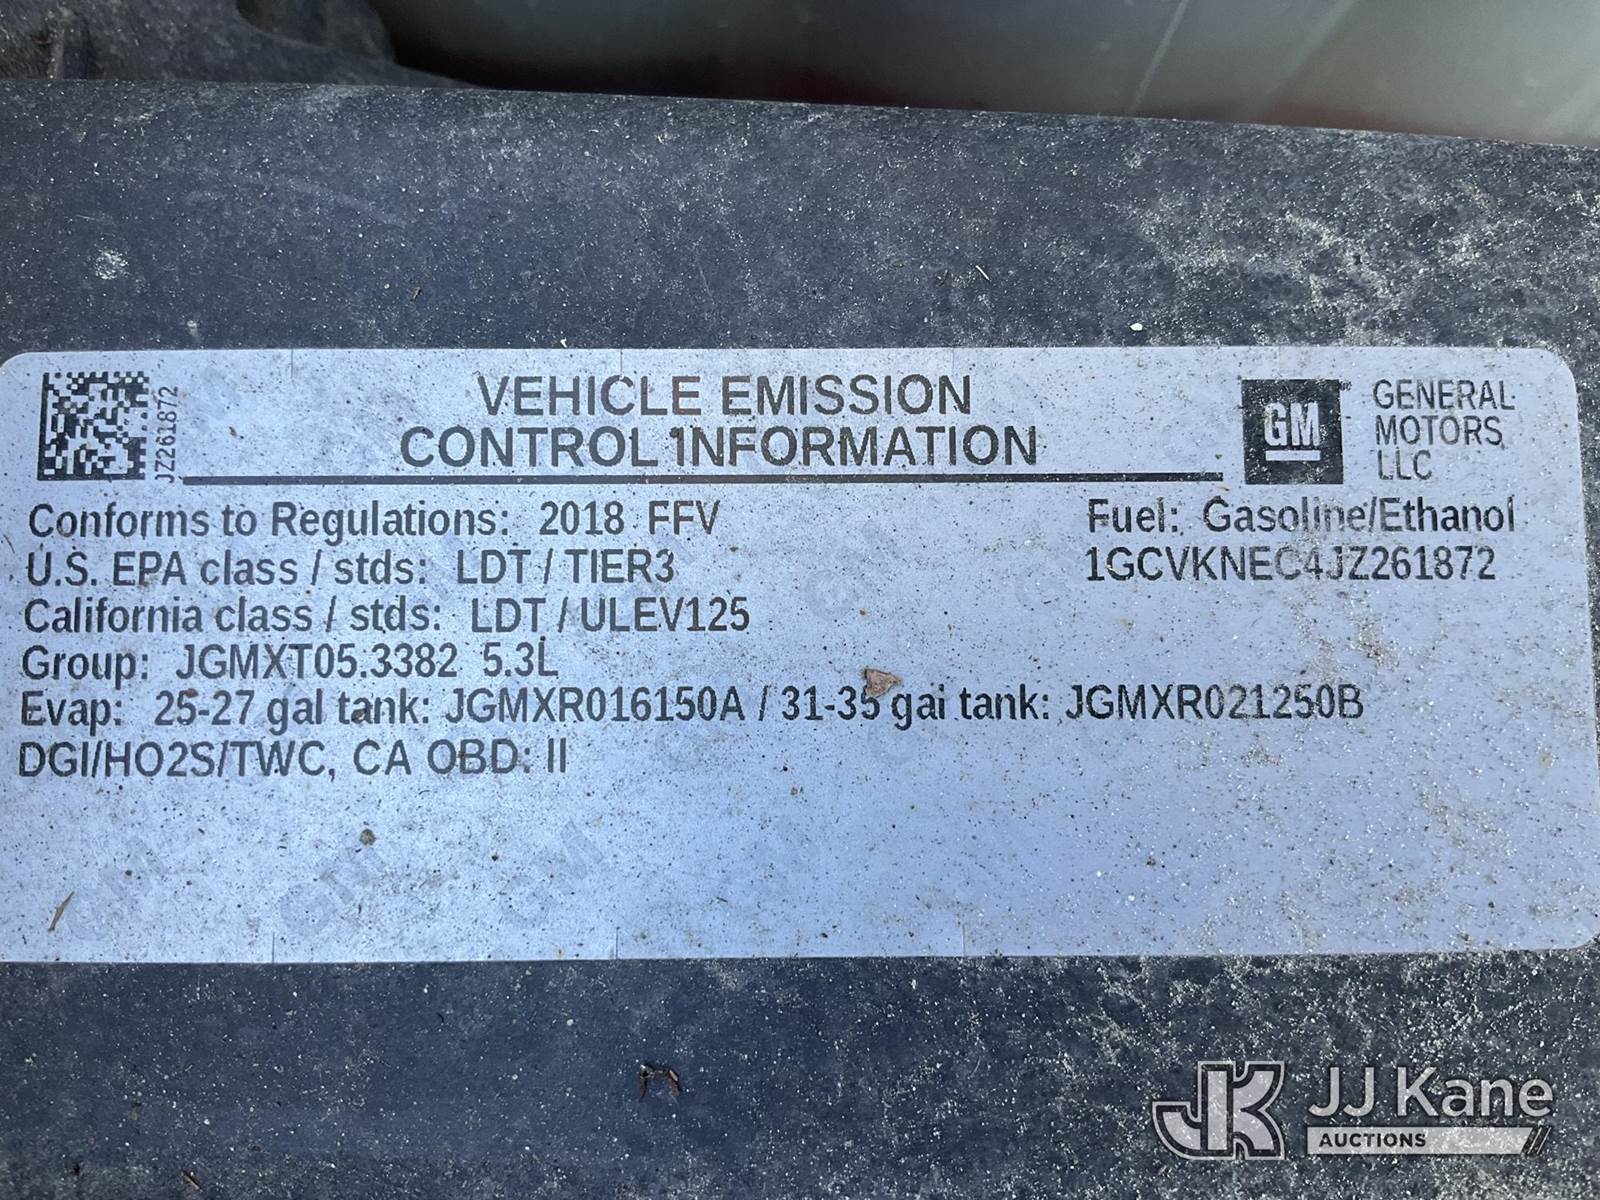 JZ261872
VEHICLE EMISSION
CONTROL INFORMATION
GM
GENERAL
MOTORS
LLC
Conforms to Regulations: 2018 FFV
Fuel: Gasoline/Ethanol
U.S. EPA class / stds: LDT / TIER3
1GCVKNEC4JZ261872
California class / stds: LDT / ULEV125
Group: JGMXT05.3382 5.3L
Evap: 25-27 gal tank: JGMXR016150A / 31-35 gal tank: JGMXR021250B
DGI/HO2S/TWC, CA OBD: II
JK JJ Kane
AUCTIONS